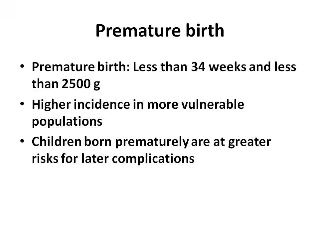 Premature birth
• Premature birth: Less than 34 weeks and less
than 2500 g
• Higher incidence in more vulnerable
populations
• Children born prematurely are at greater
risks for later complications